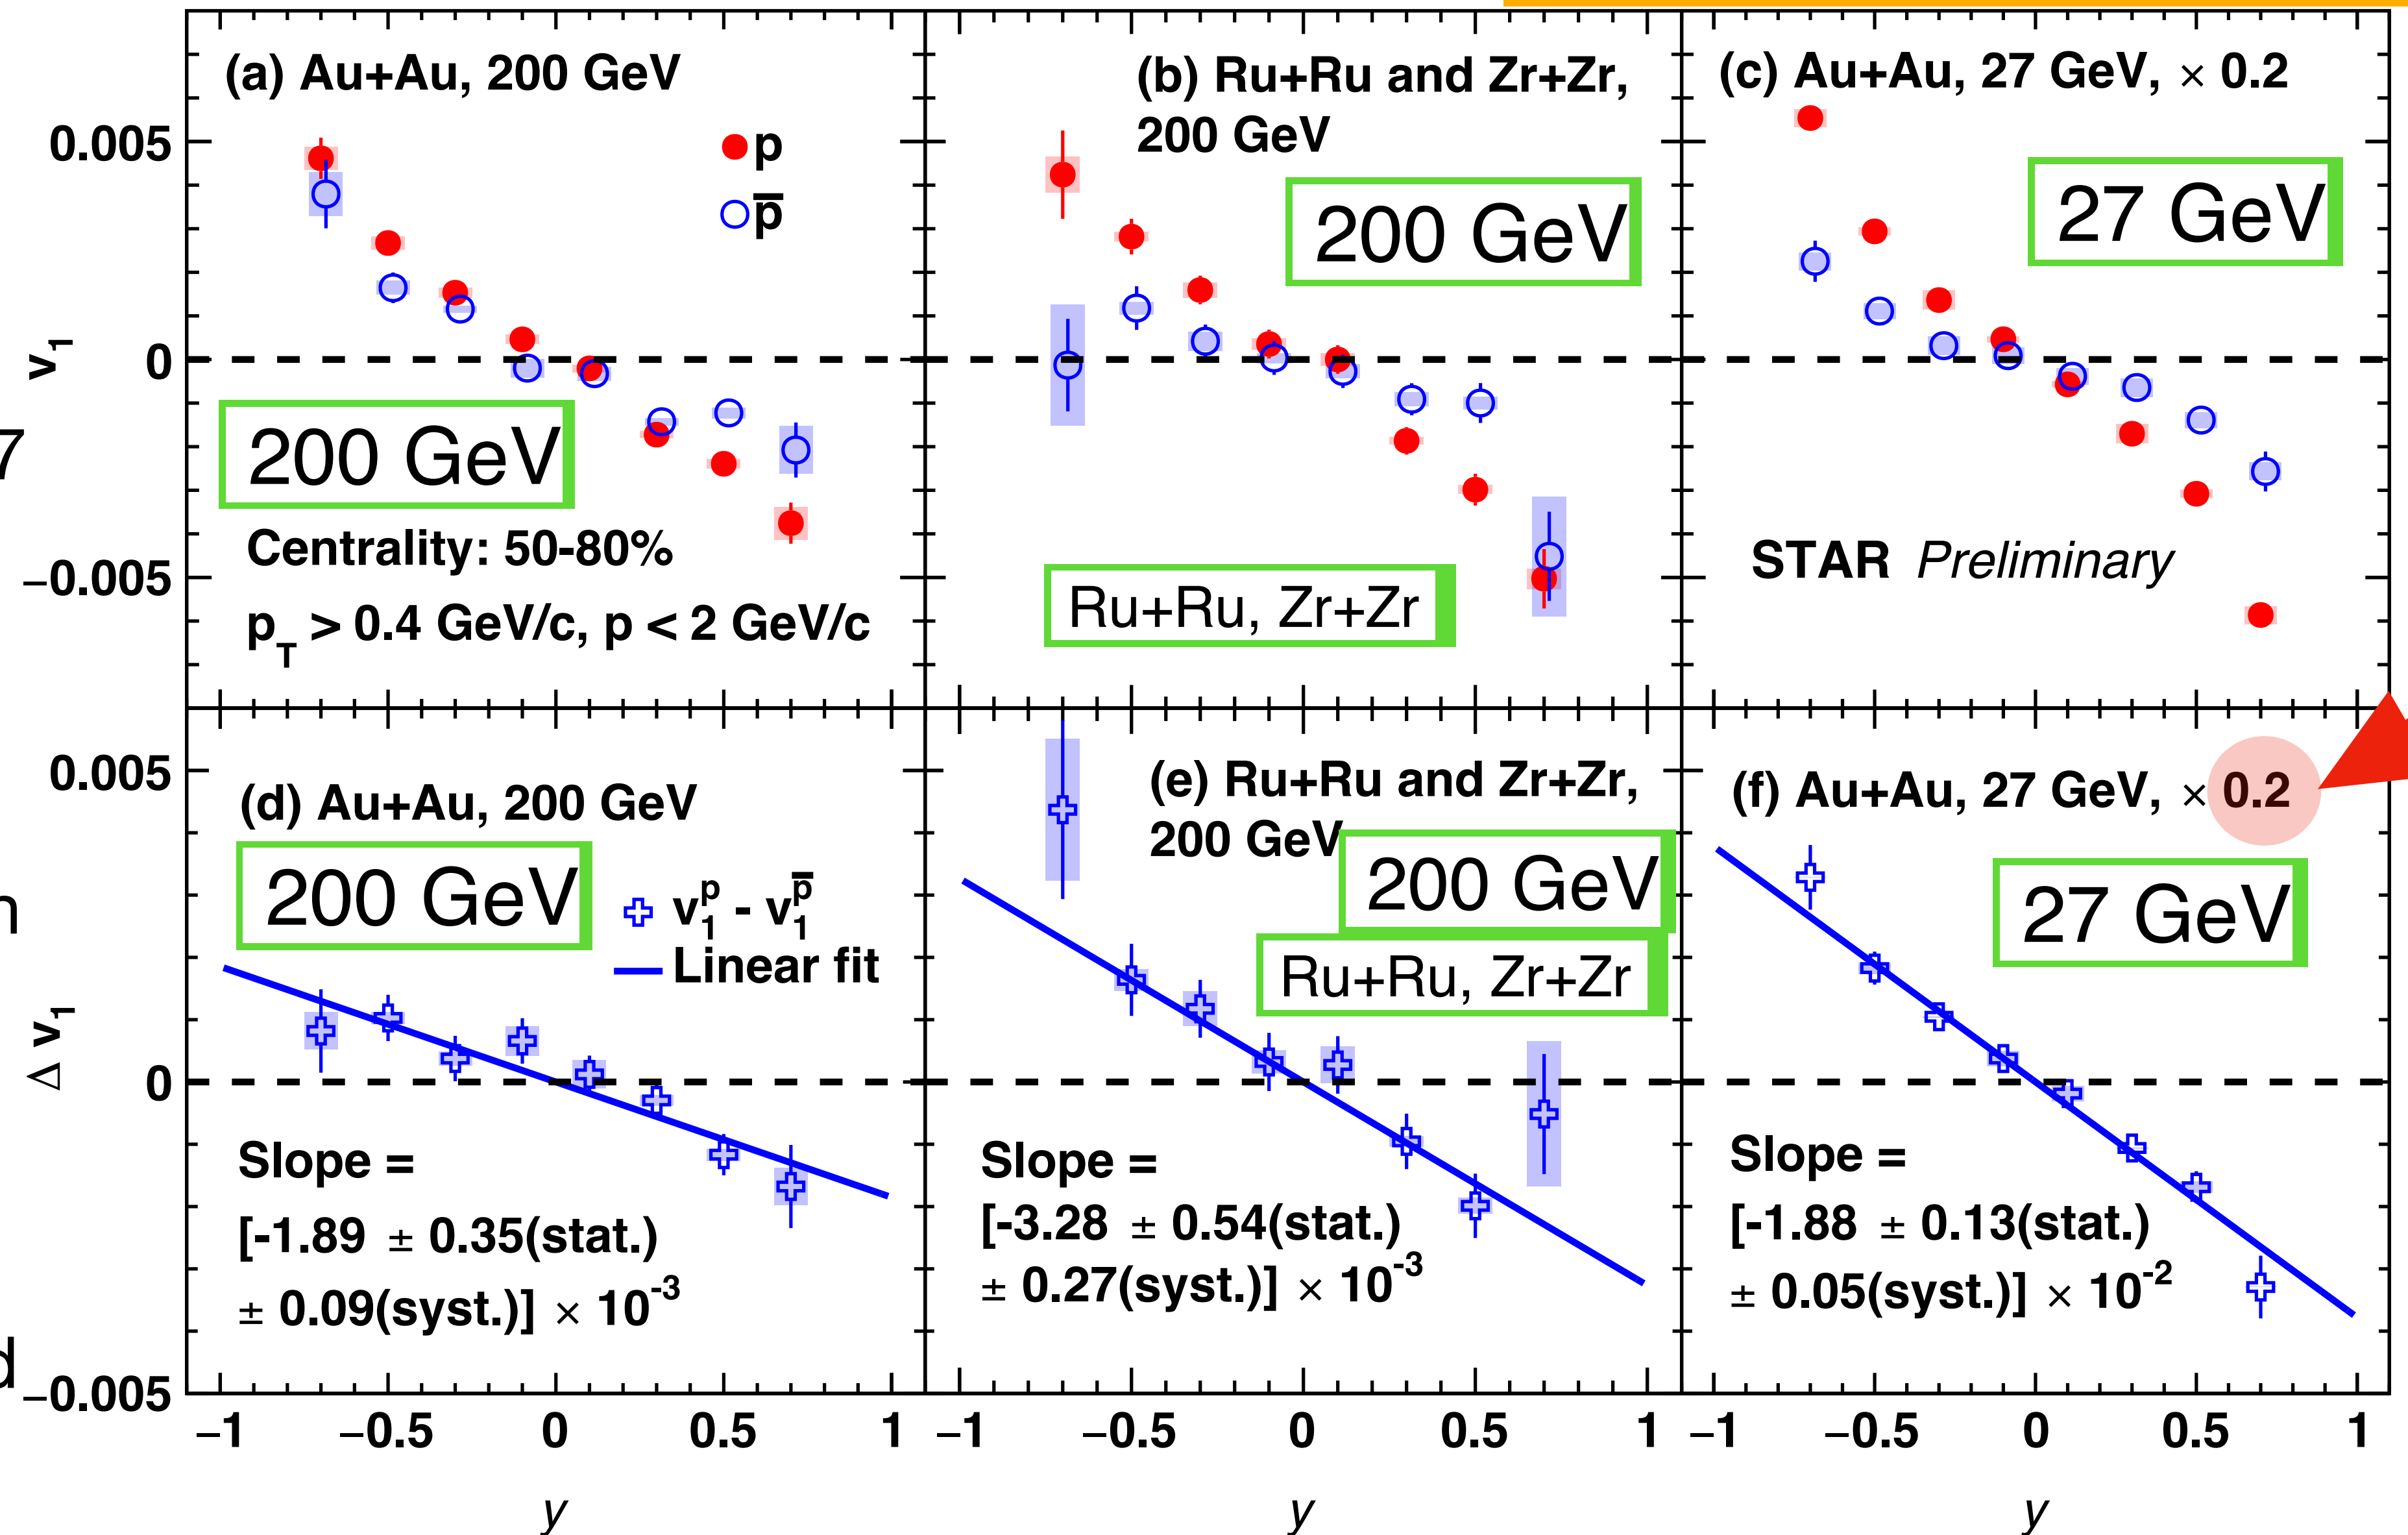 (a) Au+Au, 200 GeV
p
p̅
0.005
0
−0.005
v₁
7
200 GeV
Centrality: 50-80%
p_T > 0.4 GeV/c, p < 2 GeV/c
(b) Ru+Ru and Zr+Zr,
200 GeV
200 GeV
Ru+Ru, Zr+Zr
(c) Au+Au, 27 GeV, × 0.2
27 GeV
STAR Preliminary
0.005
0
−0.005
Δ v₁
n
d
(d) Au+Au, 200 GeV
200 GeV
v₁^p - v₁^p̅
Linear fit
Slope =
[-1.89 ± 0.35(stat.)
± 0.09(syst.)] × 10⁻³
(e) Ru+Ru and Zr+Zr,
200 GeV
200 GeV
Ru+Ru, Zr+Zr
Slope =
[-3.28 ± 0.54(stat.)
± 0.27(syst.)] × 10⁻³
(f) Au+Au, 27 GeV, × 0.2
27 GeV
Slope =
[-1.88 ± 0.13(stat.)
± 0.05(syst.)] × 10⁻²
−1 −0.5 0 0.5 1 −1 −0.5 0 0.5 1 −1 −0.5 0 0.5 1
y y y